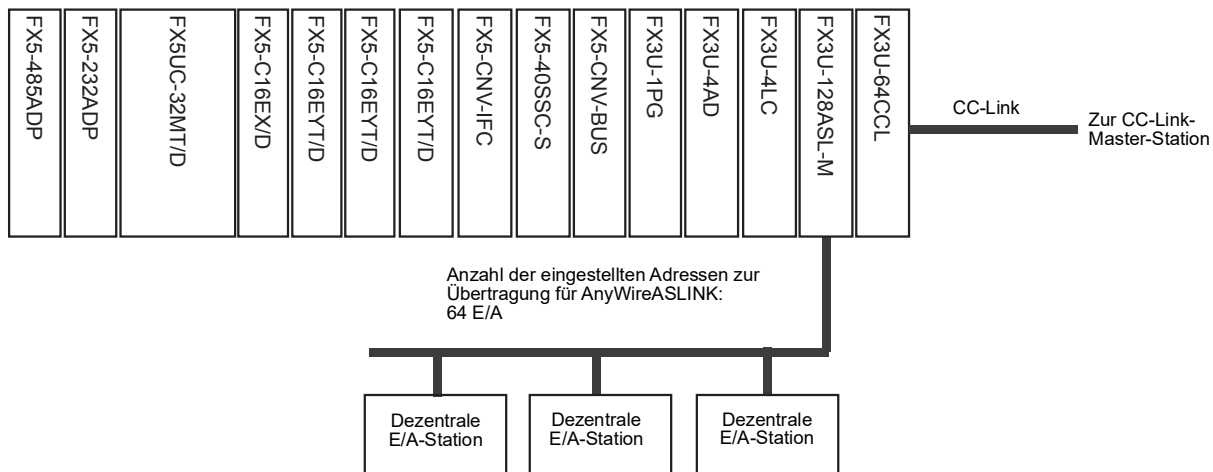 FX5-485ADP
FX5-232ADP
FX5UC-32MT/D
FX5-C16EX/D
FX5-C16EYT/D
FX5-C16EYT/D
FX5-C16EYT/D
FX5-CNV-IFC
FX5-40SSC-S
FX5-CNV-BUS
FX3U-1PG
FX3U-4AD
FX3U-4LC
FX3U-128ASL-M
FX3U-64CCL
CC-Link
Zur CC-Link-
Master-Station
Anzahl der eingestellten Adressen zur
Übertragung für AnyWireASLINK:
64 E/A
Dezentrale
E/A-Station
Dezentrale
E/A-Station
Dezentrale
E/A-Station